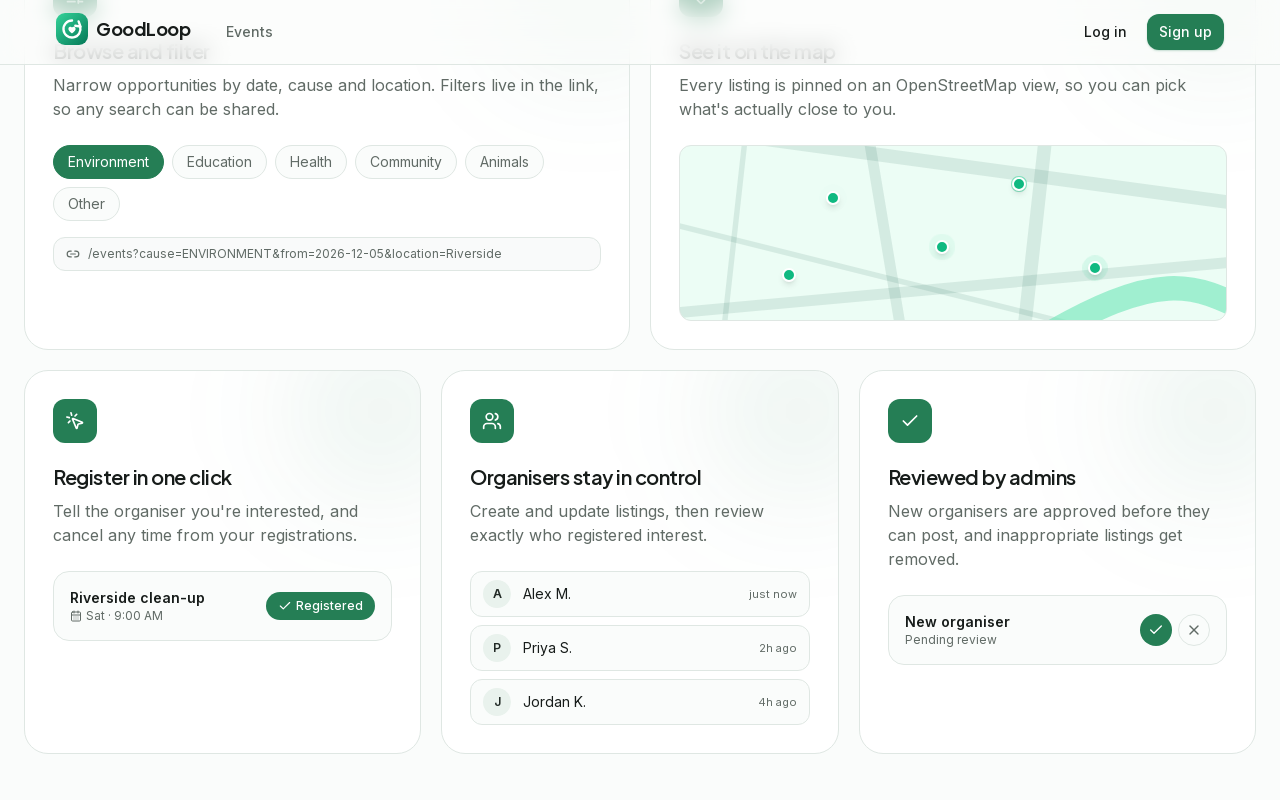 GoodLoop
Events
Log in
Sign up
Browse and filter
Narrow opportunities by date, cause and location. Filters live in the link,
so any search can be shared.
Environment
Education
Health
Community
Animals
Other
/events?cause=ENVIRONMENT&from=2026-12-05&location=Riverside
See it on the map
Every listing is pinned on an OpenStreetMap view, so you can pick
what's actually close to you.
Register in one click
Tell the organiser you're interested, and
cancel any time from your registrations.
Riverside clean-up
Sat · 9:00 AM
Registered
Organisers stay in control
Create and update listings, then review
exactly who registered interest.
A
Alex M.
just now
P
Priya S.
2h ago
J
Jordan K.
4h ago
Reviewed by admins
New organisers are approved before they
can post, and inappropriate listings get
removed.
New organiser
Pending review